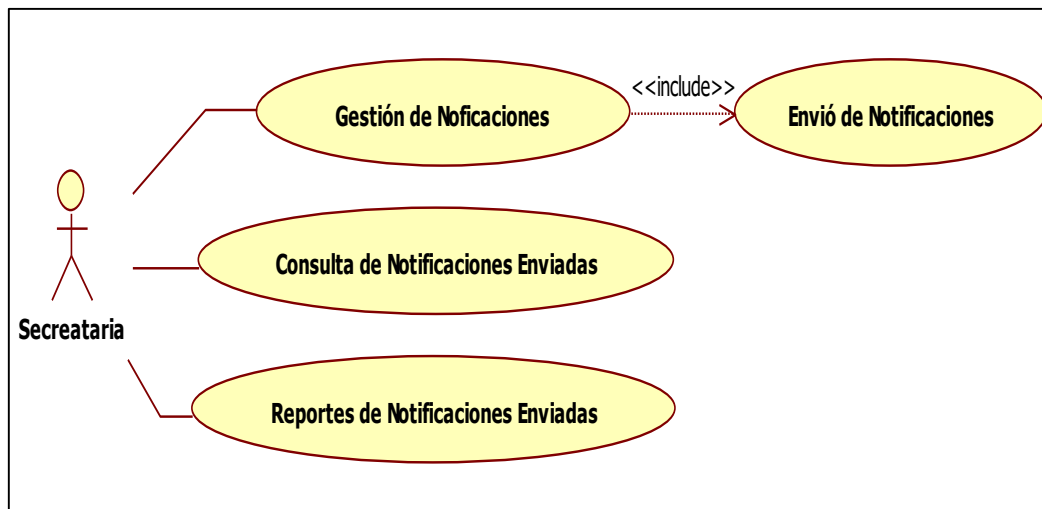 <<include>>
Gestión de Noficaciones
Envió de Notificaciones
Consulta de Notificaciones Enviadas
Secreataria
Reportes de Notificaciones Enviadas